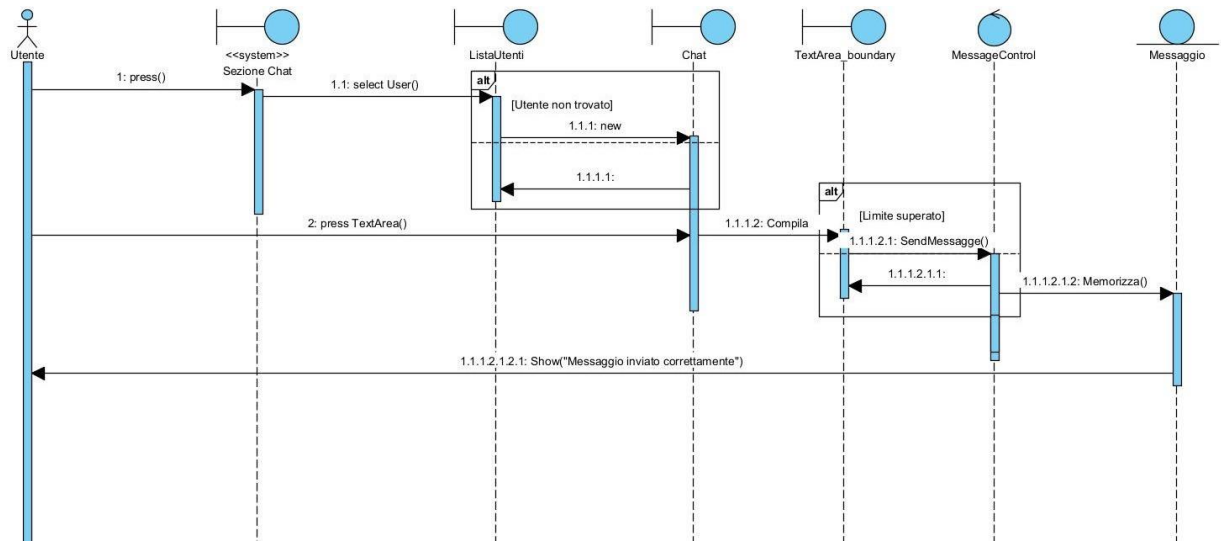 Utente
<<system>>
Sezione Chat
ListaUtenti
Chat
TextArea_boundary
MessageControl
Messaggio
1: press()
1.1: select User()
alt
[Utente non trovato]
1.1.1: new
1.1.1.1:
alt
2: press TextArea()
1.1.1.2: Compila
[Limite superato]
1.1.1.2.1: SendMessagge()
1.1.1.2.1.1:
1.1.1.2.1.2: Memorizza()
1.1.1.2.1.2.1: Show("Messaggio inviato correttamente")